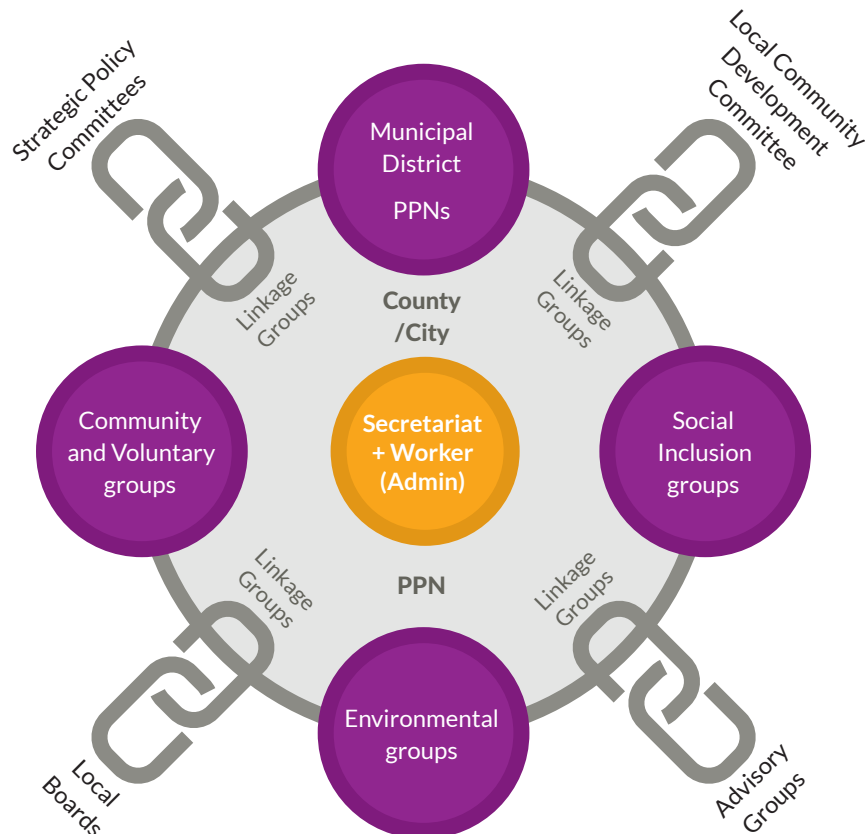 Strategic Policy
Committees
Local Community
Development
Committee
Municipal
District
PPNs
Linkage
Groups
Linkage
Groups
County
/City
Community
and Voluntary
groups
Secretariat
+ Worker
(Admin)
Social
Inclusion
groups
Linkage
Groups
PPN
Linkage
Groups
Environmental
groups
Local
Boards
Advisory
Groups